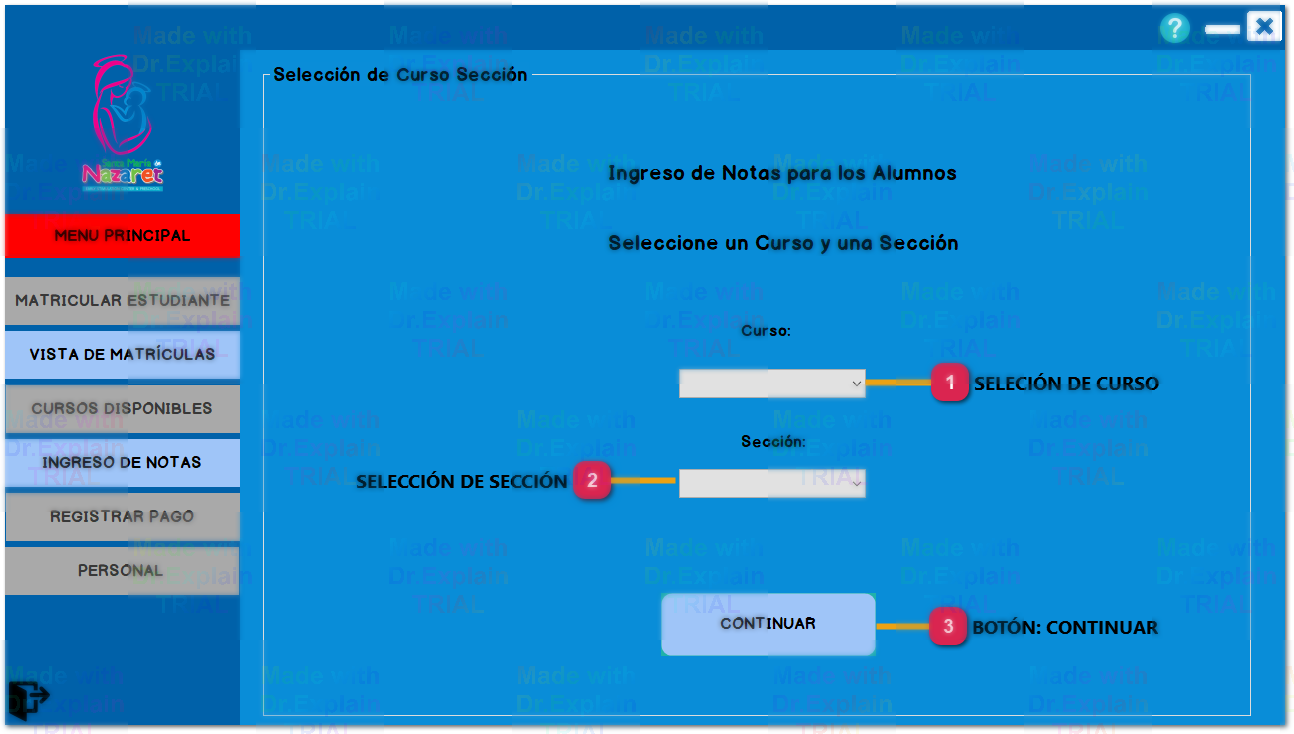 ?
Selección de Curso Sección
Santa María de
Nazaret
MENU PRINCIPAL
MATRICULAR ESTUDIANTE
VISTA DE MATRÍCULAS
CURSOS DISPONIBLES
INGRESO DE NOTAS
REGISTRAR PAGO
PERSONAL
Ingreso de Notas para los Alumnos
Seleccione un Curso y una Sección
Curso:
1 SELECIÓN DE CURSO
Sección:
SELECCIÓN DE SECCIÓN 2
CONTINUAR
3 BOTÓN: CONTINUAR
Made with
Dr.Explain
TRIAL